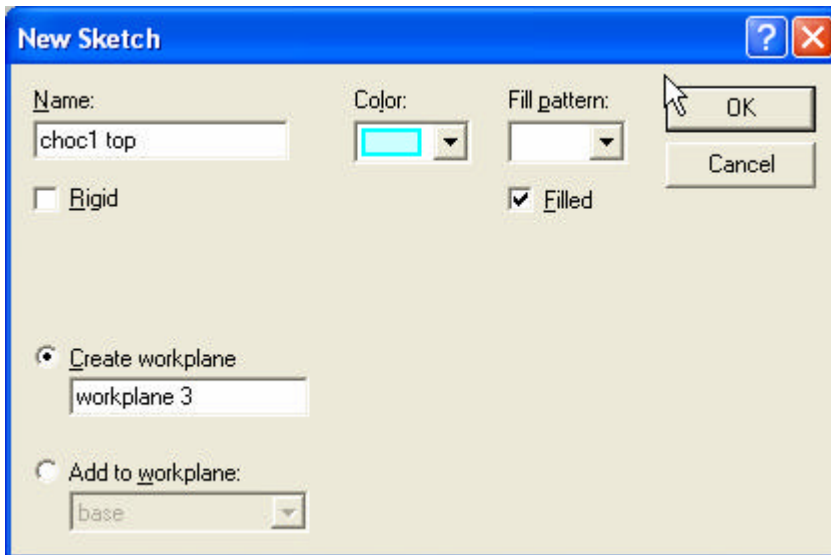 New Sketch
Name: Color: Fill pattern:
OK
choc1 top
Cancel
Rigid Filled
Create workplane
workplane 3
Add to workplane:
base